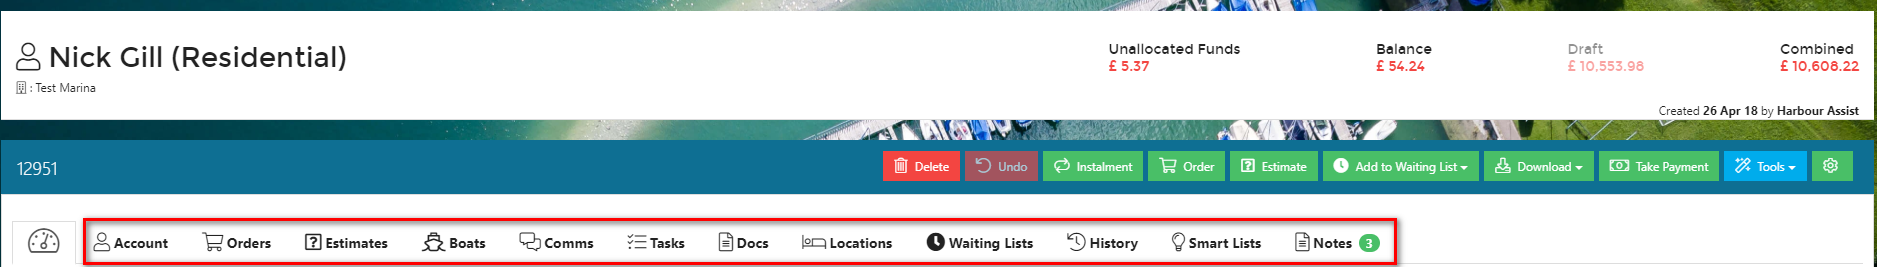 Nick Gill (Residential)
: Test Marina
Unallocated Funds
£ 5.37
Balance
£ 54.24
Draft
£ 10,553.98
Combined
£ 10,608.22
Created 26 Apr 18 by Harbour Assist
12951
Delete
Undo
Instalment
Order
Estimate
Add to Waiting List
Download
Take Payment
Tools
Account
Orders
Estimates
Boats
Comms
Tasks
Docs
Locations
Waiting Lists
History
Smart Lists
Notes 3